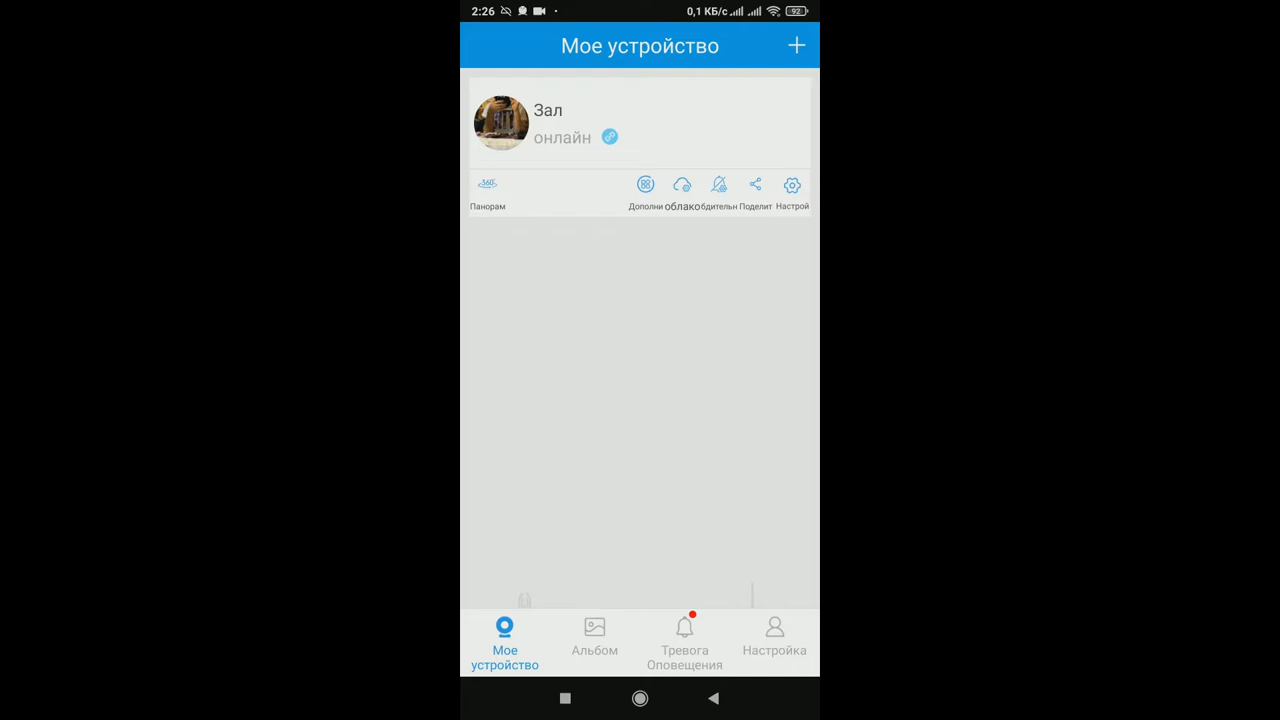 2:26 0,1 КБ/с 92
Мое устройство
Зал
онлайн
360°
Панорам Дополни облако бдительн Поделит Настрой
Мое устройство
Альбом
Тревога Оповещения
Настройка